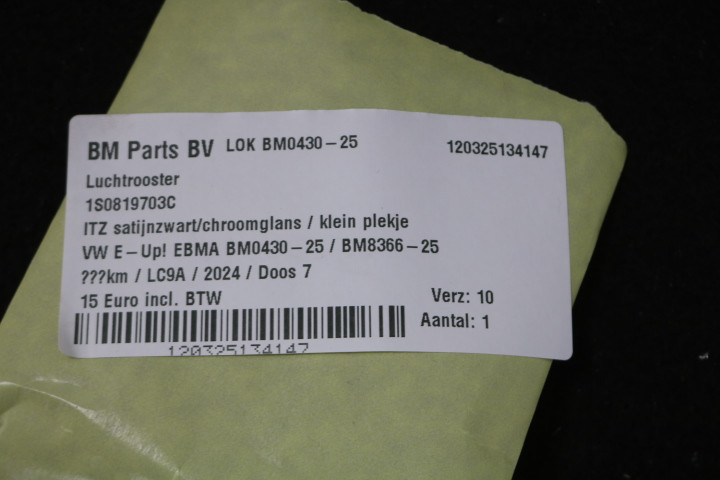 BM Parts BV LOK BM0430-25 120325134147
Luchtrooster
1S0819703C
ITZ satijnzwart/chroomglans / klein plekje
VW E-Up! EBMA BM0430-25 / BM8366-25
???km / LC9A / 2024 / Doos 7
15 Euro incl. BTW Verz: 10
Aantal: 1
120325134147